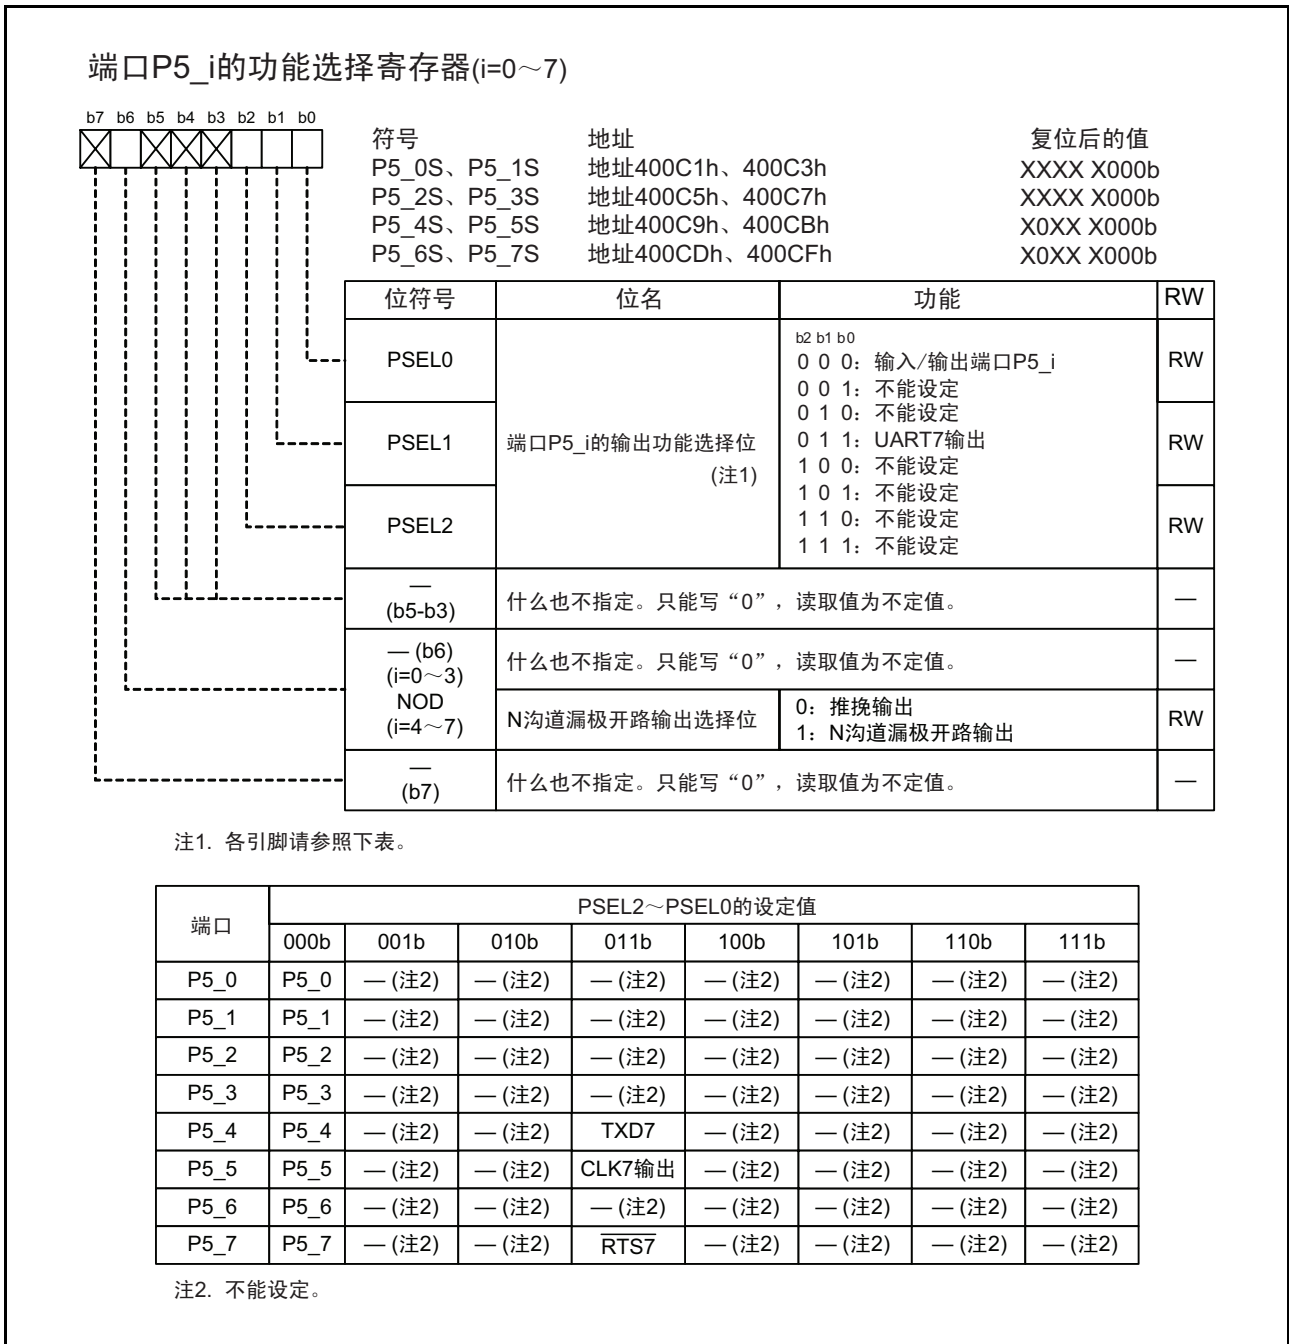 端口P5_i的功能选择寄存器(i=0～7)
b7 b6 b5 b4 b3 b2 b1 b0
符号 地址 复位后的值
P5_0S、P5_1S 地址400C1h、400C3h XXXX X000b
P5_2S、P5_3S 地址400C5h、400C7h XXXX X000b
P5_4S、P5_5S 地址400C9h、400CBh X0XX X000b
P5_6S、P5_7S 地址400CDh、400CFh X0XX X000b
位符号 位名 功能 RW
PSEL0 RW
PSEL1 RW
PSEL2 RW
端口P5_i的输出功能选择位
(注1)
b2 b1 b0
0 0 0：输入/输出端口P5_i
0 0 1：不能设定
0 1 0：不能设定
0 1 1：UART7输出
1 0 0：不能设定
1 0 1：不能设定
1 1 0：不能设定
1 1 1：不能设定
—
(b5-b3)
什么也不指定。只能写“0”，读取值为不定值。 —
— (b6)
(i=0～3)
什么也不指定。只能写“0”，读取值为不定值。 —
NOD
(i=4～7)
N沟道漏极开路输出选择位
0：推挽输出
1：N沟道漏极开路输出
RW
—
(b7)
什么也不指定。只能写“0”，读取值为不定值。 —
注1. 各引脚请参照下表。
端口 PSEL2～PSEL0的设定值
000b 001b 010b 011b 100b 101b 110b 111b
P5_0 P5_0 — (注2) — (注2) — (注2) — (注2) — (注2) — (注2) — (注2)
P5_1 P5_1 — (注2) — (注2) — (注2) — (注2) — (注2) — (注2) — (注2)
P5_2 P5_2 — (注2) — (注2) — (注2) — (注2) — (注2) — (注2) — (注2)
P5_3 P5_3 — (注2) — (注2) — (注2) — (注2) — (注2) — (注2) — (注2)
P5_4 P5_4 — (注2) — (注2) TXD7 — (注2) — (注2) — (注2) — (注2)
P5_5 P5_5 — (注2) — (注2) CLK7输出 — (注2) — (注2) — (注2) — (注2)
P5_6 P5_6 — (注2) — (注2) — (注2) — (注2) — (注2) — (注2) — (注2)
P5_7 P5_7 — (注2) — (注2) R̅T̅S̅7̅ — (注2) — (注2) — (注2) — (注2)
注2. 不能设定。